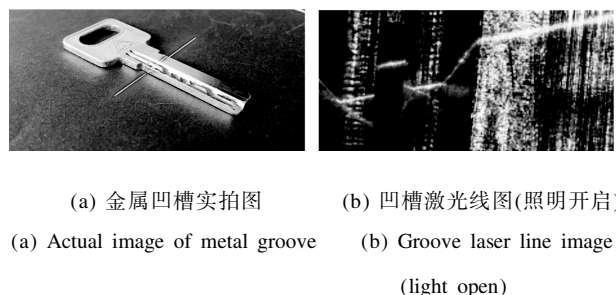 (a) 金属凹槽实拍图
(b) 凹槽激光线图(照明开启)
(a) Actual image of metal groove
(b) Groove laser line image
(light open)